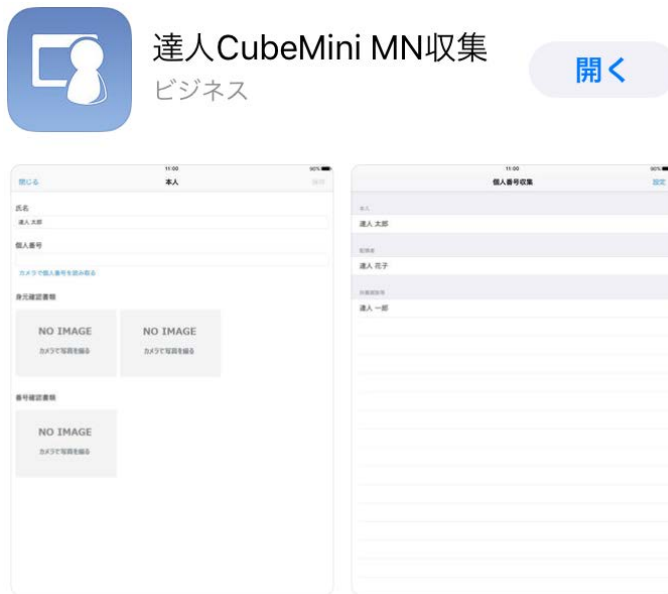 達人CubeMini MN収集
ビジネス
開く
11:00
90%
閉じる
本人
氏名
達人 太郎
個人番号
カメラで個人番号を読み取る
身元確認書類
NO IMAGE
カメラで写真を撮る
NO IMAGE
カメラで写真を撮る
番号確認書類
NO IMAGE
カメラで写真を撮る
11:00
90%
個人番号収集
設定
本人
達人 太郎
配偶者
達人 花子
達人 一郎